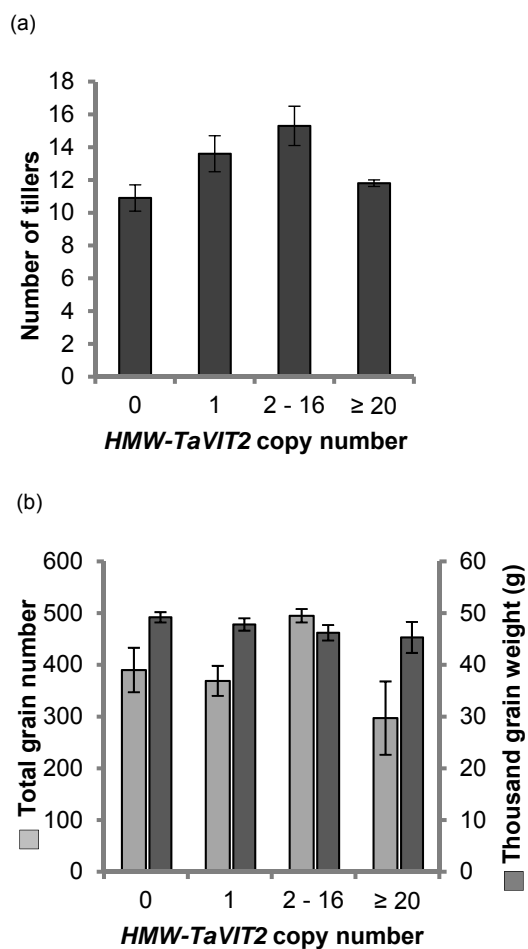 (a)
Number of tillers
18
16
14
12
10
8
6
4
2
0
0 1 2 - 16 ≥ 20
HMW-TaVIT2 copy number
(b)
Total grain number
600
500
400
300
200
100
0
60
50
40
30
20
10
0
Thousand grain weight (g)
0 1 2 - 16 ≥ 20
HMW-TaVIT2 copy number